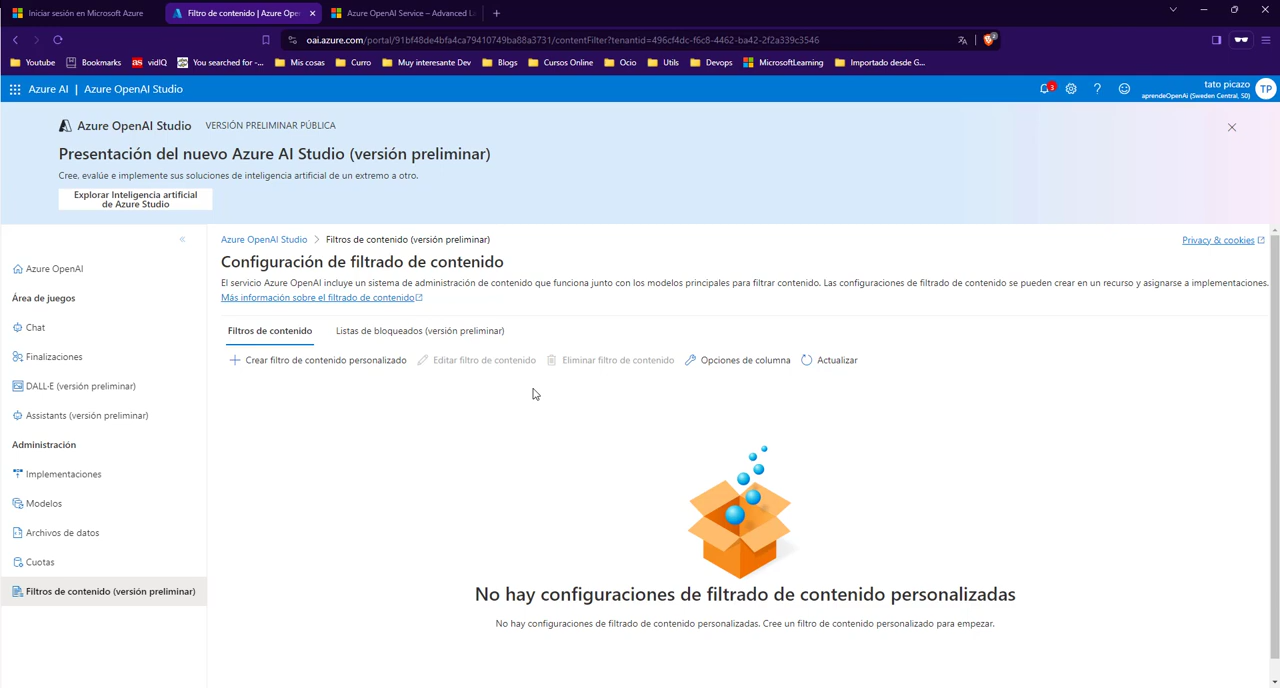 Iniciar sesión en Microsoft Azure
Filtro de contenido | Azure Ope
Azure OpenAI Service – Advanced L
oai.azure.com/portal/91bf48de4bfa4ca79410749ba88a3731/contentFilter?tenantid=496cf4dc-f6c8-4462-ba42-2f2a339c3546
2
Youtube
Bookmarks
as vidIQ
You searched for -...
Mis cosas
Curro
Muy interesante Dev
Blogs
Cursos Online
Ocio
Utils
Devops
MicrosoftLearning
Importado desde G...
Azure AI | Azure OpenAI Studio
3
?
tato picazo
aprendeOpenAI (Sweden Central, S0)
TP
Azure OpenAI Studio VERSIÓN PRELIMINAR PÚBLICA
Presentación del nuevo Azure AI Studio (versión preliminar)
Cree, evalúe e implemente sus soluciones de inteligencia artificial de un extremo a otro.
Explorar Inteligencia artificial
de Azure Studio
Azure OpenAI
Área de juegos
Chat
Finalizaciones
DALL·E (versión preliminar)
Assistants (versión preliminar)
Administración
Implementaciones
Modelos
Archivos de datos
Cuotas
Filtros de contenido (versión preliminar)
Azure OpenAI Studio > Filtros de contenido (versión preliminar)
Privacy & cookies
Configuración de filtrado de contenido
El servicio Azure OpenAI incluye un sistema de administración de contenido que funciona junto con los modelos principales para filtrar contenido. Las configuraciones de filtrado de contenido se pueden crear en un recurso y asignarse a implementaciones.
Más información sobre el filtrado de contenido
Filtros de contenido
Listas de bloqueados (versión preliminar)
Crear filtro de contenido personalizado
Editar filtro de contenido
Eliminar filtro de contenido
Opciones de columna
Actualizar
No hay configuraciones de filtrado de contenido personalizadas
No hay configuraciones de filtrado de contenido personalizadas. Cree un filtro de contenido personalizado para empezar.